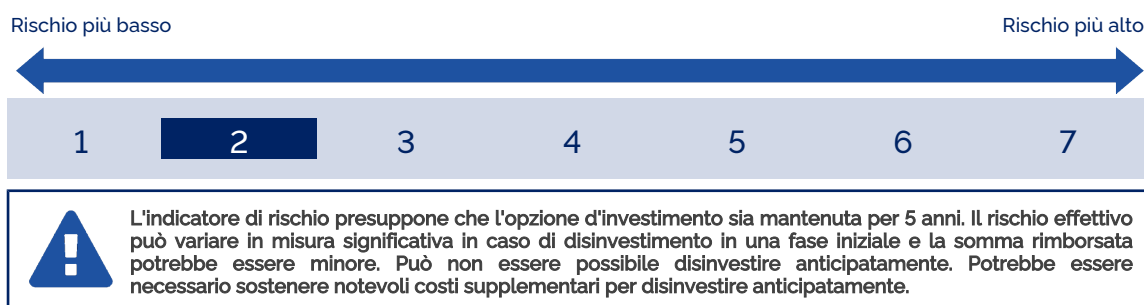 Rischio più basso Rischio più alto
1 2 3 4 5 6 7
L'indicatore di rischio presuppone che l'opzione d'investimento sia mantenuta per 5 anni. Il rischio effettivo
può variare in misura significativa in caso di disinvestimento in una fase iniziale e la somma rimborsata
potrebbe essere minore. Può non essere possibile disinvestire anticipatamente. Potrebbe essere
necessario sostenere notevoli costi supplementari per disinvestire anticipatamente.